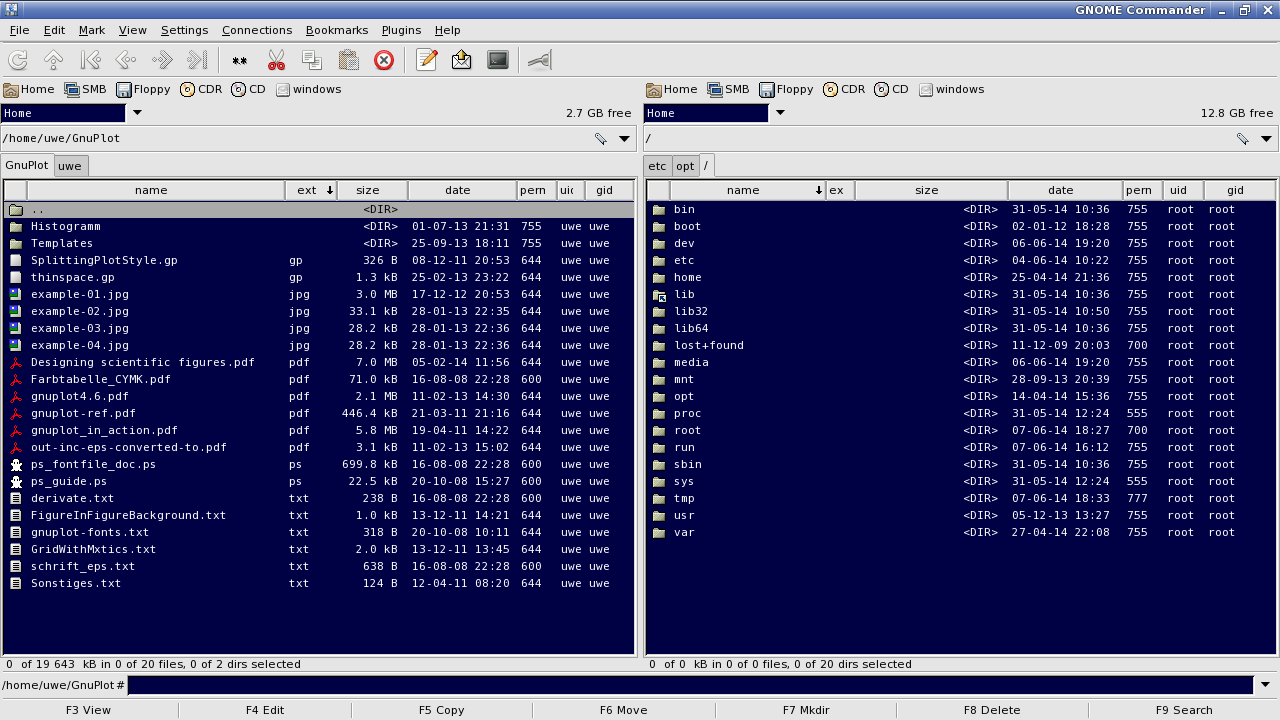 GNOME Commander
File Edit Mark View Settings Connections Bookmarks Plugins Help
Home SMB Floppy CDR CD windows
Home 2.7 GB free
/home/uwe/GnuPlot
GnuPlot uwe
name ext size date perm uid gid
.. <DIR>
Histogramm <DIR> 01-07-13 21:31 755 uwe uwe
Templates <DIR> 25-09-13 18:11 755 uwe uwe
SplittingPlotStyle.gp gp 326 B 08-12-11 20:53 644 uwe uwe
thinspace.gp gp 1.3 kB 25-02-13 23:22 644 uwe uwe
example-01.jpg jpg 3.0 MB 17-12-12 20:53 644 uwe uwe
example-02.jpg jpg 33.1 kB 28-01-13 22:35 644 uwe uwe
example-03.jpg jpg 28.2 kB 28-01-13 22:36 644 uwe uwe
example-04.jpg jpg 28.2 kB 28-01-13 22:36 644 uwe uwe
Designing scientific figures.pdf pdf 7.0 MB 05-02-14 11:56 644 uwe uwe
Farbtabelle_CYMK.pdf pdf 71.0 kB 16-08-08 22:28 600 uwe uwe
gnuplot4.6.pdf pdf 2.1 MB 11-02-13 14:30 644 uwe uwe
gnuplot-ref.pdf pdf 446.4 kB 21-03-11 21:16 644 uwe uwe
gnuplot_in_action.pdf pdf 5.8 MB 19-04-11 14:22 644 uwe uwe
out-inc-eps-converted-to.pdf pdf 3.1 kB 11-02-13 15:02 644 uwe uwe
ps_fontfile_doc.ps ps 699.8 kB 16-08-08 22:28 600 uwe uwe
ps_guide.ps ps 22.5 kB 20-10-08 15:27 600 uwe uwe
derivate.txt txt 238 B 16-08-08 22:28 600 uwe uwe
FigureInFigureBackground.txt txt 1.0 kB 13-12-11 14:21 644 uwe uwe
gnuplot-fonts.txt txt 318 B 20-10-08 10:11 644 uwe uwe
GridWithMxtics.txt txt 2.0 kB 13-12-11 13:45 644 uwe uwe
schrift_eps.txt txt 638 B 16-08-08 22:28 600 uwe uwe
Sonstiges.txt txt 124 B 12-04-11 08:20 644 uwe uwe
0 of 19 643 kB in 0 of 20 files, 0 of 2 dirs selected
Home SMB Floppy CDR CD windows
Home 12.8 GB free
/
etc opt /
name ex size date perm uid gid
bin <DIR> 31-05-14 10:36 755 root root
boot <DIR> 02-01-12 18:28 755 root root
dev <DIR> 06-06-14 19:20 755 root root
etc <DIR> 04-06-14 10:22 755 root root
home <DIR> 25-04-14 21:36 755 root root
lib <DIR> 31-05-14 10:36 755 root root
lib32 <DIR> 31-05-14 10:50 755 root root
lib64 <DIR> 31-05-14 10:36 755 root root
lost+found <DIR> 11-12-09 20:03 700 root root
media <DIR> 06-06-14 19:20 755 root root
mnt <DIR> 28-09-13 20:39 755 root root
opt <DIR> 14-04-14 15:36 755 root root
proc <DIR> 31-05-14 12:24 555 root root
root <DIR> 07-06-14 18:27 700 root root
run <DIR> 07-06-14 16:12 755 root root
sbin <DIR> 31-05-14 10:36 755 root root
sys <DIR> 31-05-14 12:24 555 root root
tmp <DIR> 07-06-14 18:33 777 root root
usr <DIR> 05-12-13 13:27 755 root root
var <DIR> 27-04-14 22:08 755 root root
0 of 0 kB in 0 of 0 files, 0 of 20 dirs selected
/home/uwe/GnuPlot #
F3 View F4 Edit F5 Copy F6 Move F7 Mkdir F8 Delete F9 Search